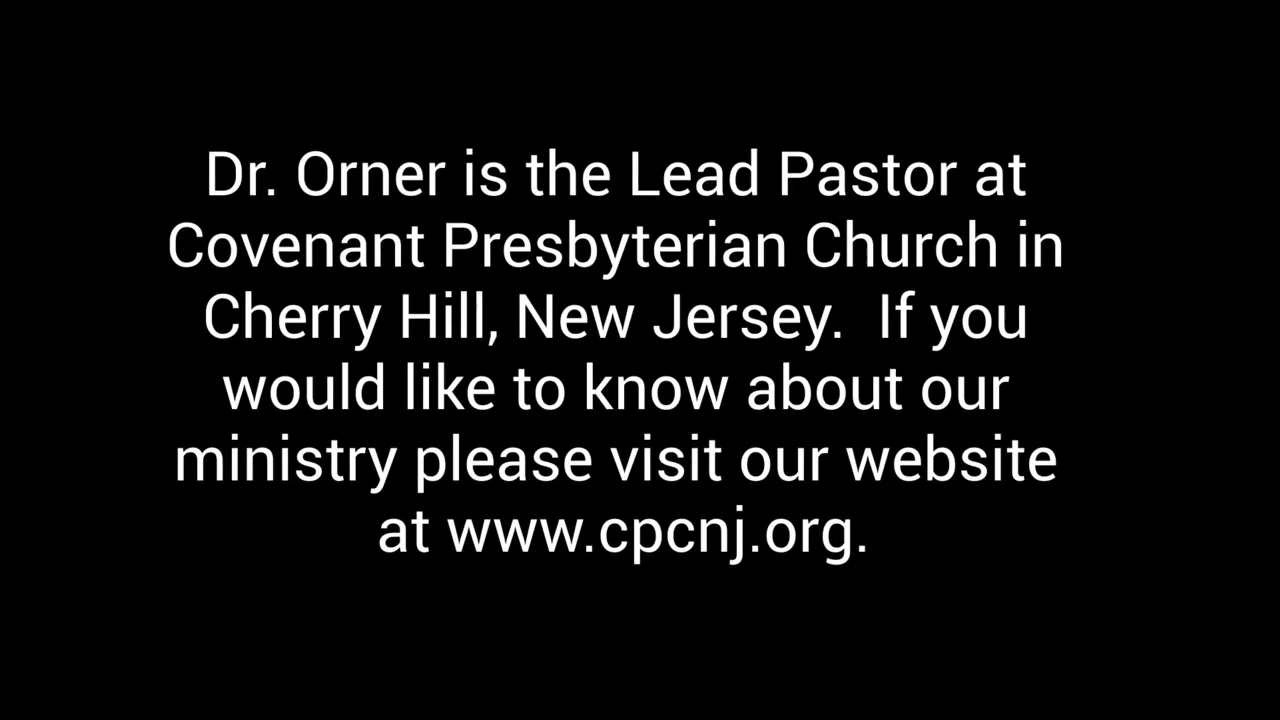 Dr. Orner is the Lead Pastor at
Covenant Presbyterian Church in
Cherry Hill, New Jersey.  If you
would like to know about our
ministry please visit our website
at www.cpcnj.org.